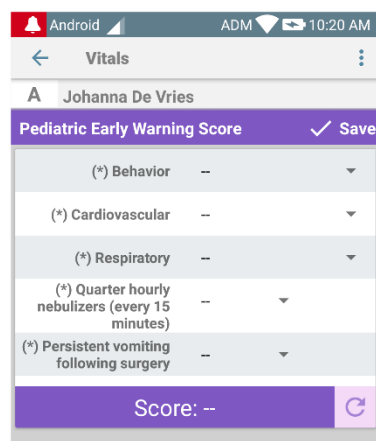 Android ADM 10:20 AM
Vitals
A Johanna De Vries
Pediatric Early Warning Score Save
(*) Behavior --
(*) Cardiovascular --
(*) Respiratory --
(*) Quarter hourly
nebulizers (every 15 --
minutes)
(*) Persistent vomiting
following surgery --
Score: --